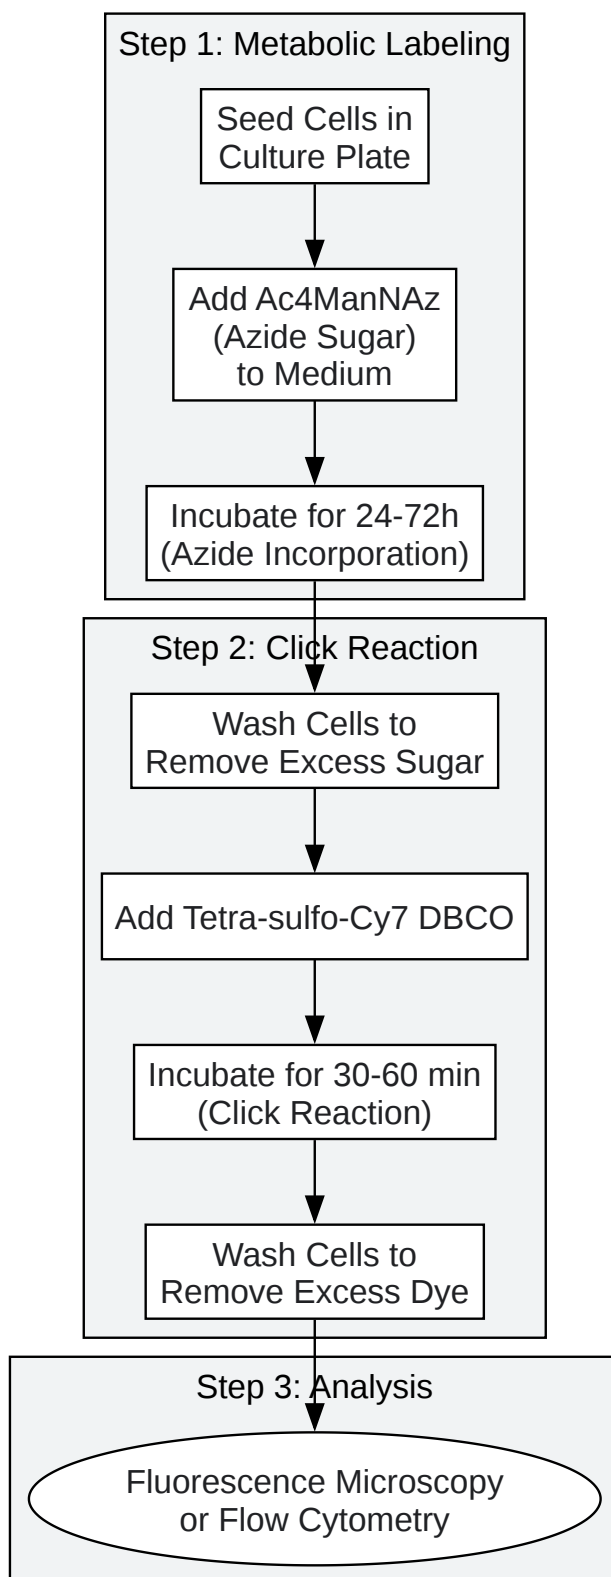 Step 1: Metabolic Labeling
Seed Cells in
Culture Plate
Add Ac4ManNAz
(Azide Sugar)
to Medium
Incubate for 24-72h
(Azide Incorporation)
Step 2: Click Reaction
Wash Cells to
Remove Excess Sugar
Add Tetra-sulfo-Cy7 DBCO
Incubate for 30-60 min
(Click Reaction)
Wash Cells to
Remove Excess Dye
Step 3: Analysis
Fluorescence Microscopy
or Flow Cytometry